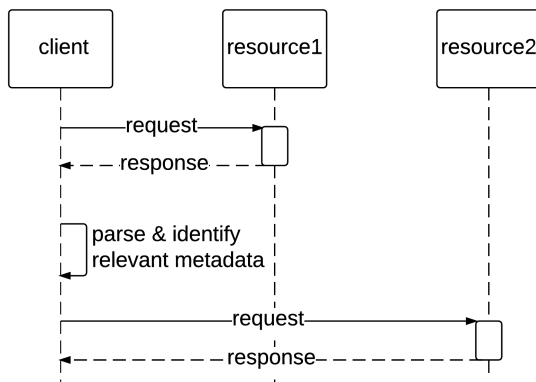 client
resource1
resource2
request
response
parse & identify
relevant metadata
request
response